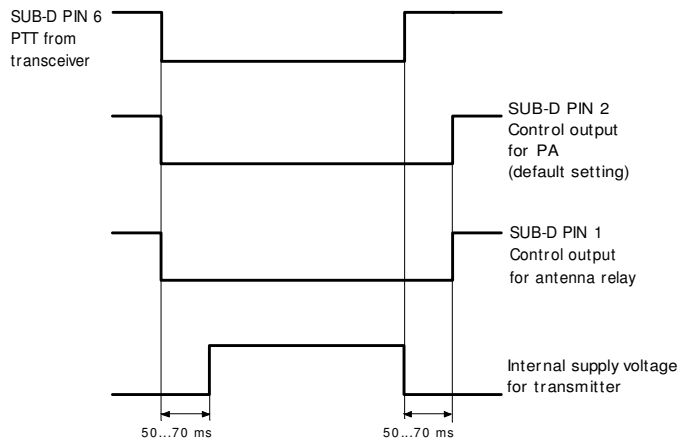 SUB-D PIN 6
PTT from
transceiver
SUB-D PIN 2
Control output
for PA
(default setting)
SUB-D PIN 1
Control output
for antenna relay
Internal supply voltage
for transmitter
50...70 ms
50...70 ms